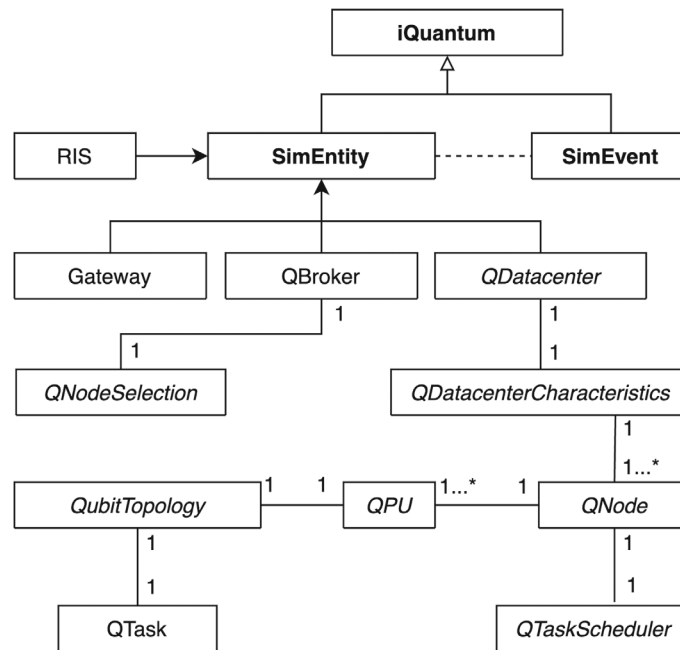 iQuantum
RIS
SimEntity
SimEvent
Gateway
QBroker
QDatacenter
1
1
1
1
QNodeSelection
QDatacenterCharacteristics
1
1...*
1
1
1...*
1
QubitTopology
QPU
QNode
1
1
1
1
QTask
QTaskScheduler